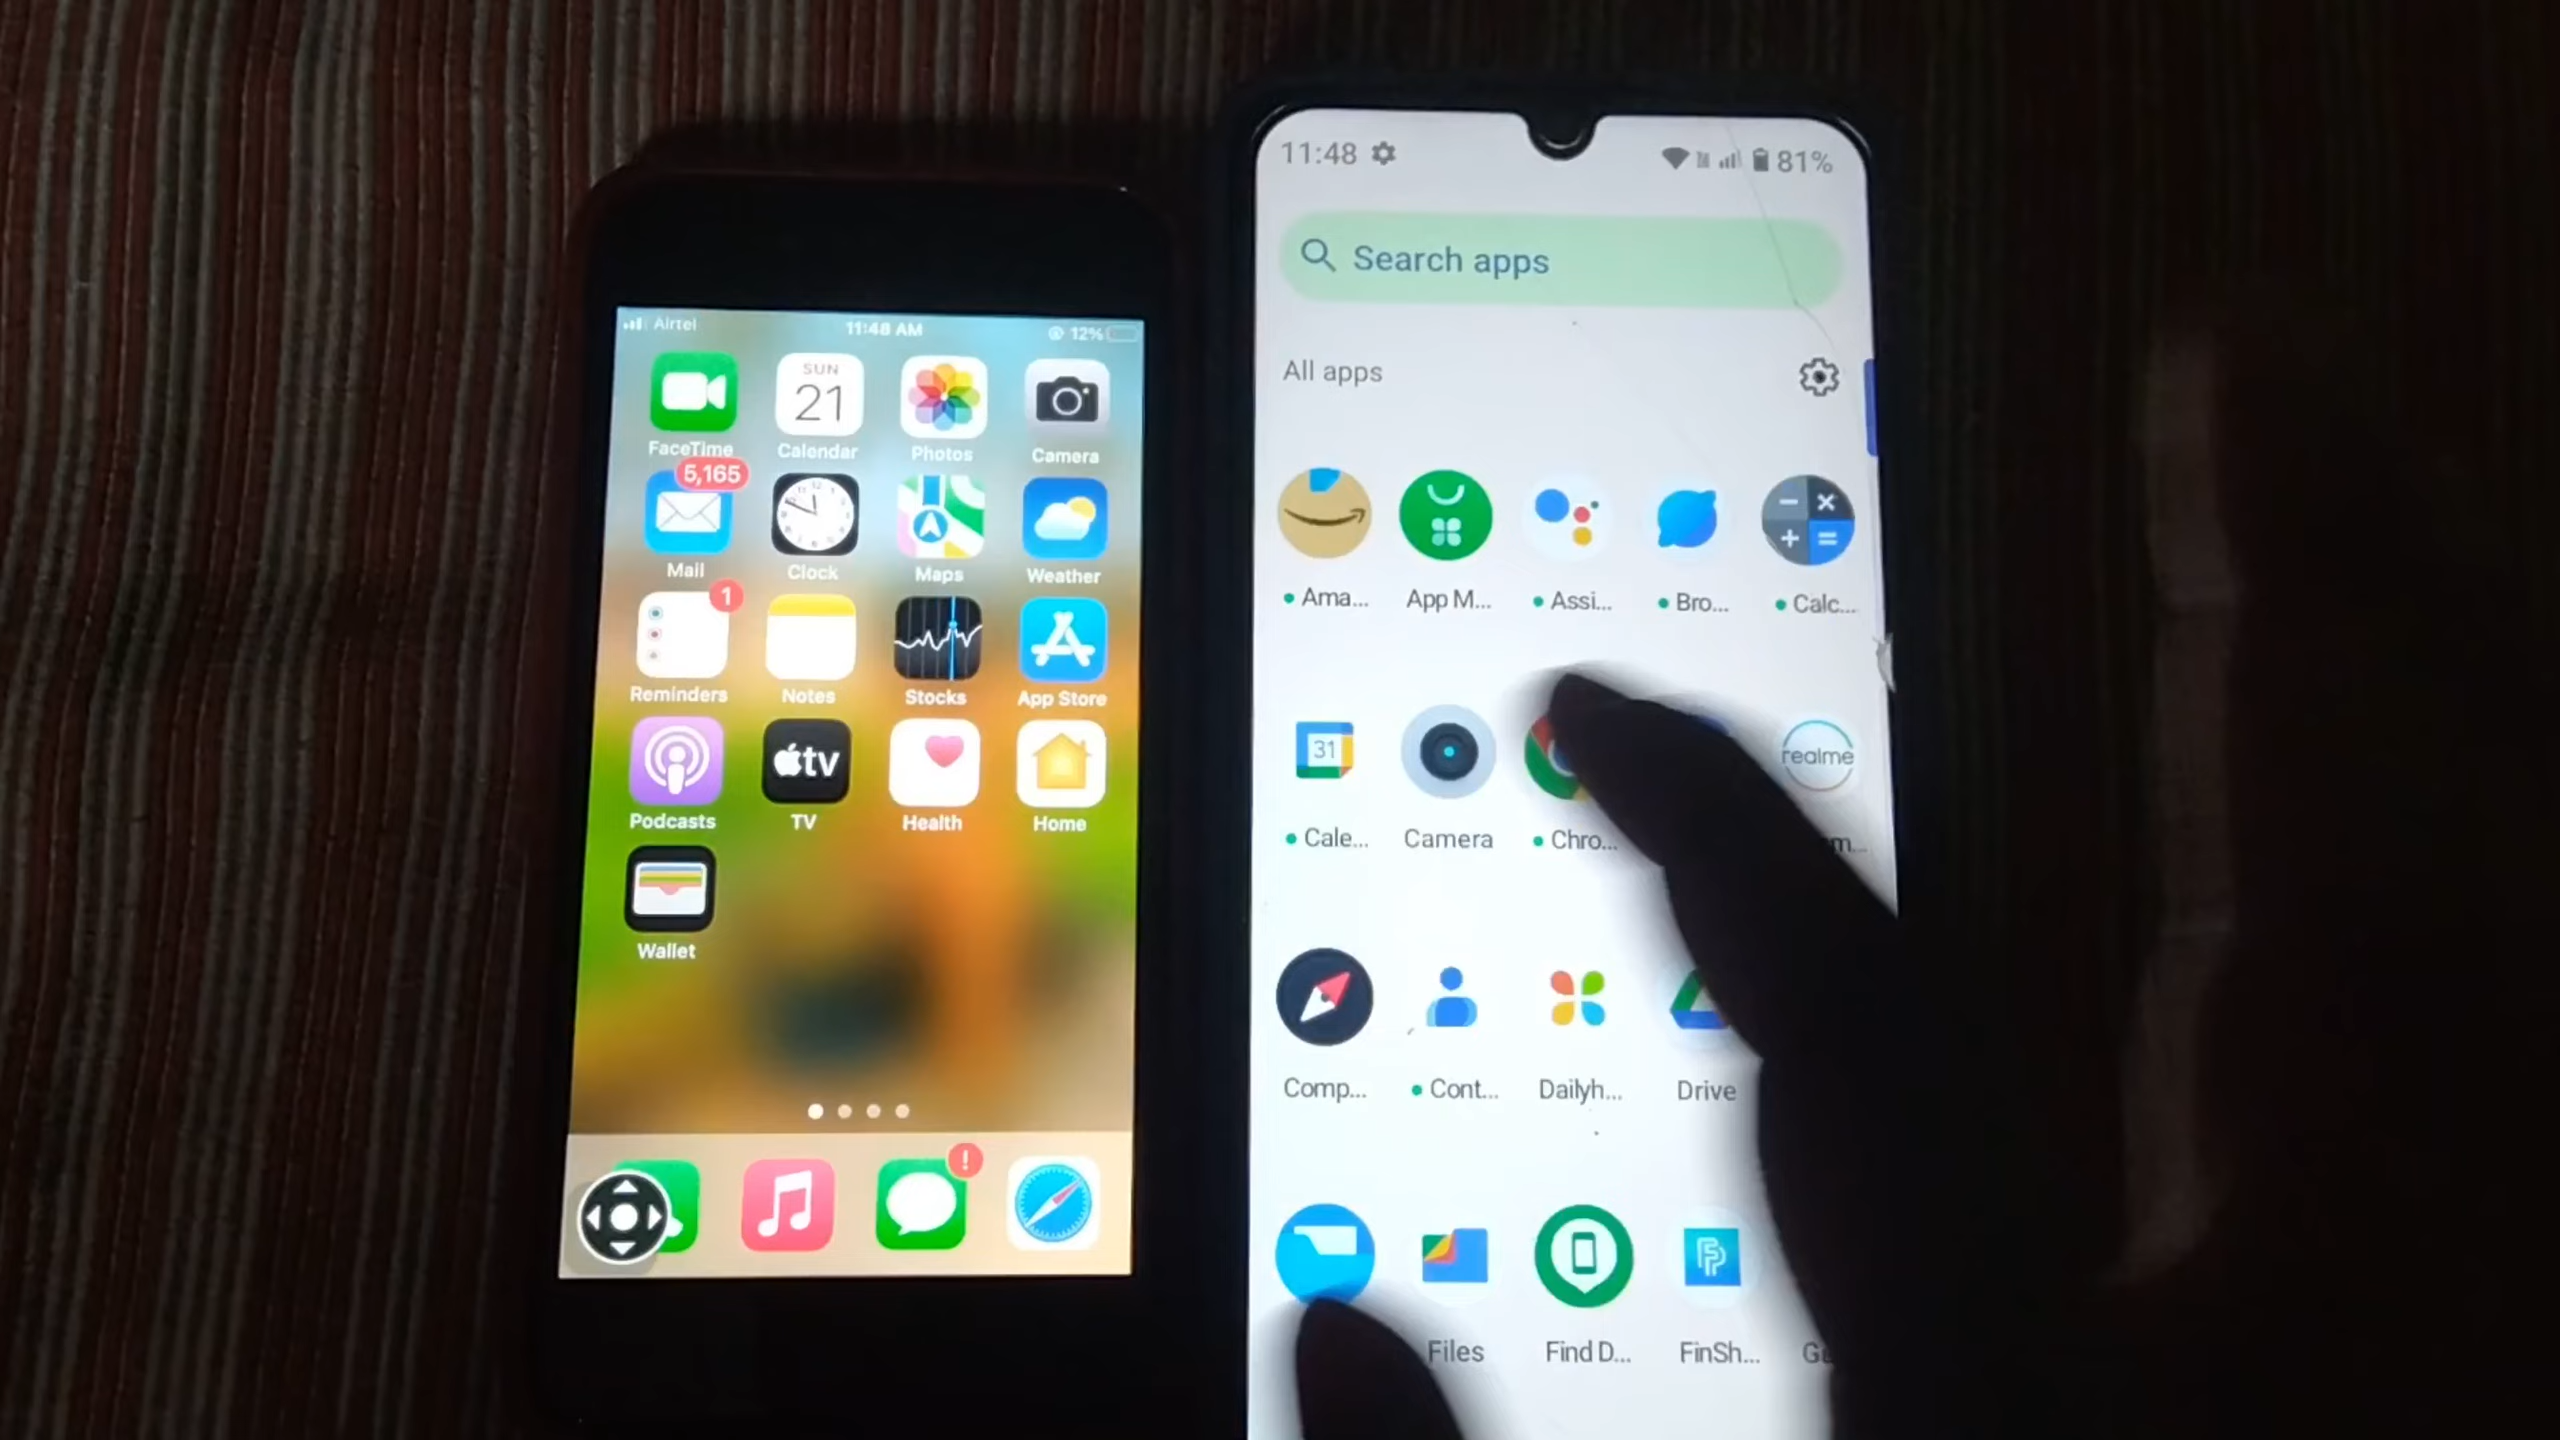 Airtel
11:48 AM
12%
SUN
21
FaceTime
Calendar
Photos
Camera
5,165
Mail
Clock
Maps
Weather
1
Reminders
Notes
Stocks
App Store
tv
Podcasts
TV
Health
Home
Wallet
!
11:48
81%
Search apps
All apps
Ama...
App M...
Assi...
Bro...
Calc...
31
realme
Cale...
Camera
Chro...
m...
Comp...
Cont...
Dailyh...
Drive
Files
Find D...
FinSh...